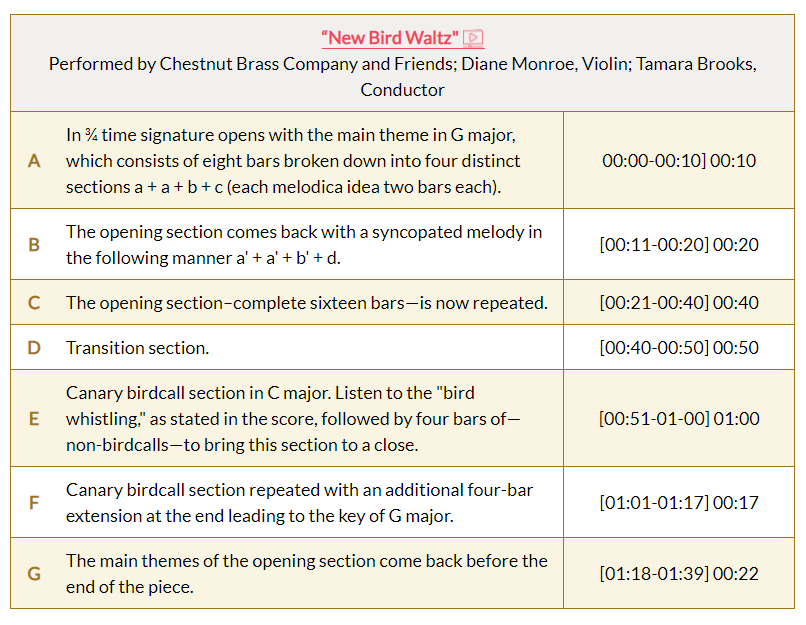 “New Bird Waltz"
Performed by Chestnut Brass Company and Friends; Diane Monroe, Violin; Tamara Brooks,
Conductor
A
In ¾ time signature opens with the main theme in G major,
which consists of eight bars broken down into four distinct
sections a + a + b + c (each melodica idea two bars each).
00:00-00:10] 00:10
B
The opening section comes back with a syncopated melody in
the following manner a' + a' + b' + d.
[00:11-00:20] 00:20
C
The opening section–complete sixteen bars—is now repeated.
[00:21-00:40] 00:40
D
Transition section.
[00:40-00:50] 00:50
E
Canary birdcall section in C major. Listen to the "bird
whistling," as stated in the score, followed by four bars of—
non-birdcalls—to bring this section to a close.
[00:51-01-00] 01:00
F
Canary birdcall section repeated with an additional four-bar
extension at the end leading to the key of G major.
[01:01-01:17] 00:17
G
The main themes of the opening section come back before the
end of the piece.
[01:18-01:39] 00:22